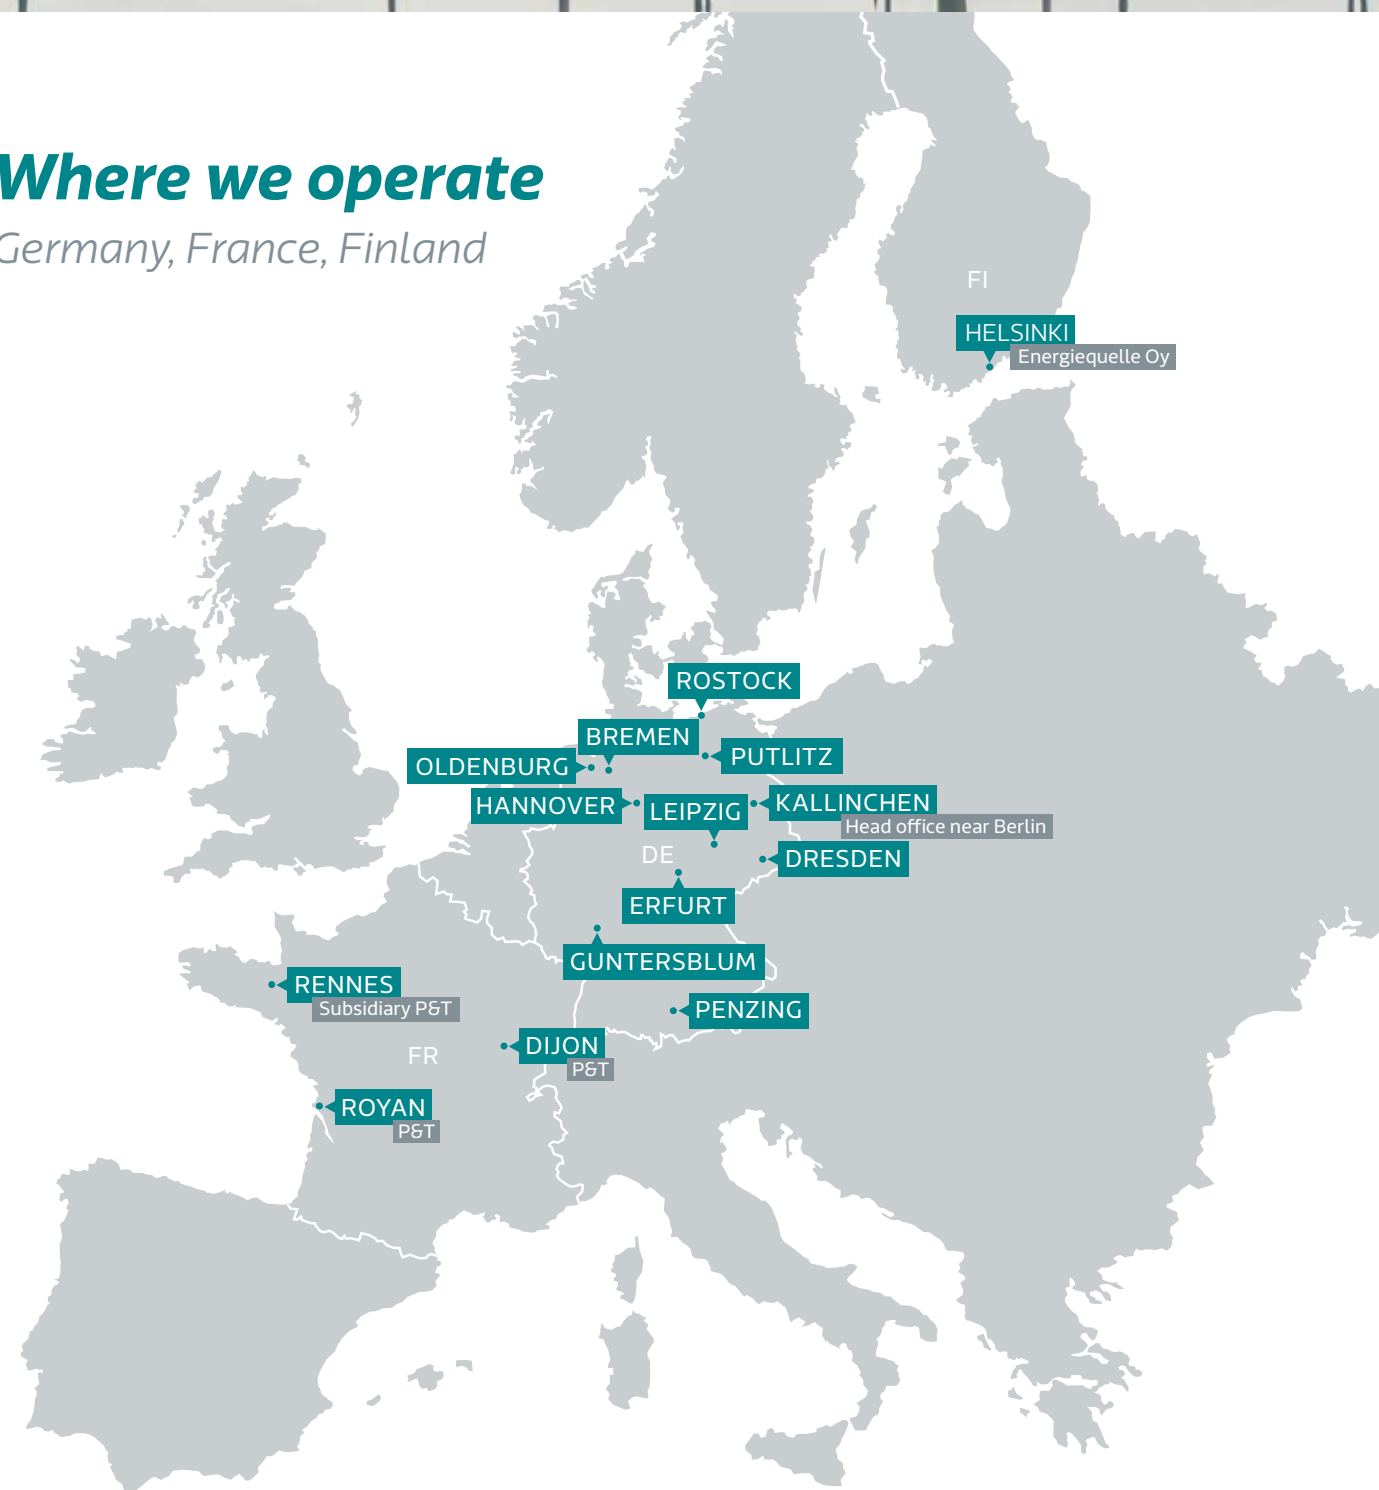 Where we operate
Germany, France, Finland
FI
HELSINKI
Energiequelle Oy
ROSTOCK
BREMEN
PUTLITZ
OLDENBURG
HANNOVER
LEIPZIG
KALLINCHEN
Head office near Berlin
DE
DRESDEN
ERFURT
GUNTERSBLUM
RENNES
Subsidiary P&T
PENZING
DIJON
P&T
FR
ROYAN
P&T